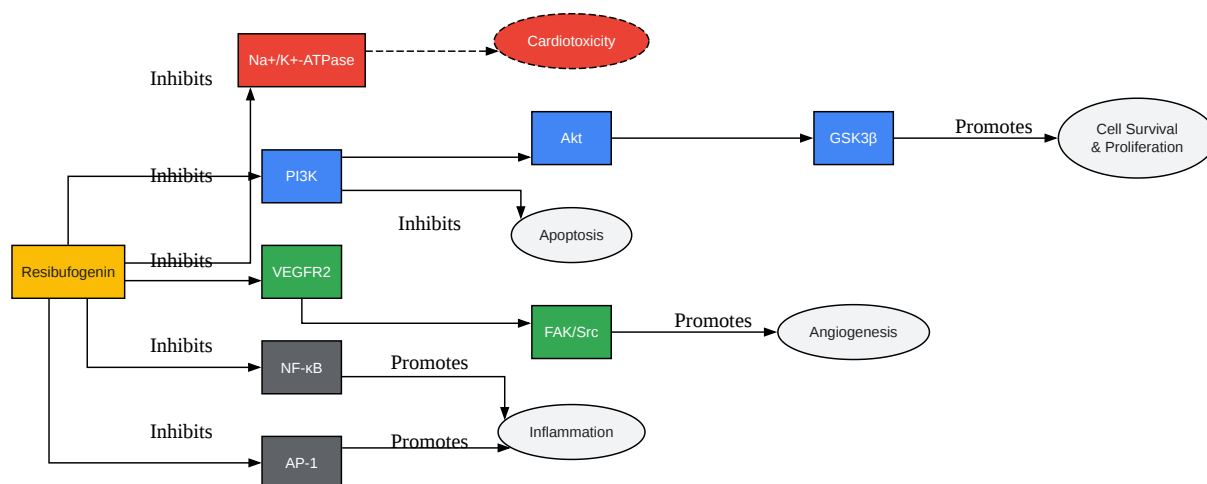 Cardiotoxicity
Na+/K+-ATPase
Inhibits
Akt
GSK3β
Promotes
Cell Survival
& Proliferation
Inhibits
PI3K
Inhibits
Apoptosis
Resibufogenin
Inhibits
VEGFR2
FAK/Src
Promotes
Angiogenesis
Inhibits
NF-κB
Promotes
Inflammation
Inhibits
AP-1
Promotes